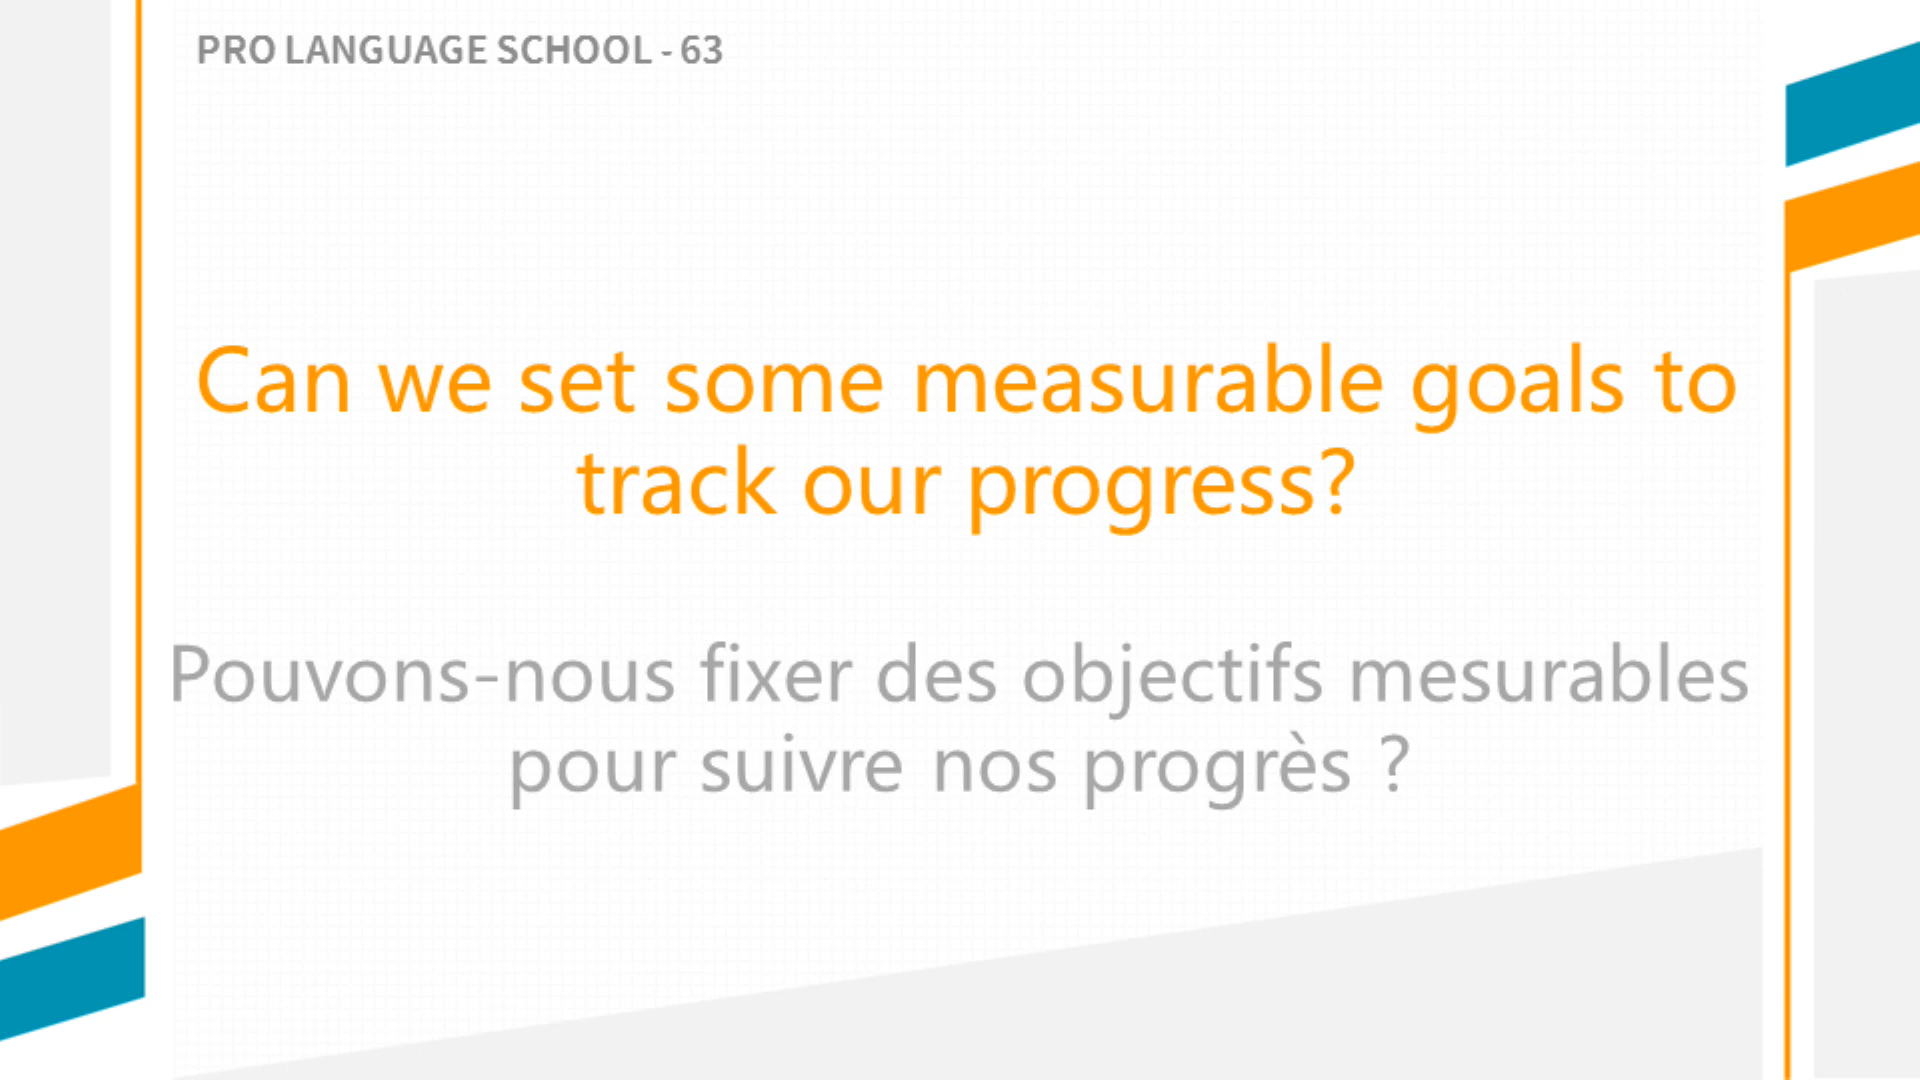 PRO LANGUAGE SCHOOL - 63
Can we set some measurable goals to
track our progress?
Pouvons-nous fixer des objectifs mesurables
pour suivre nos progrès ?